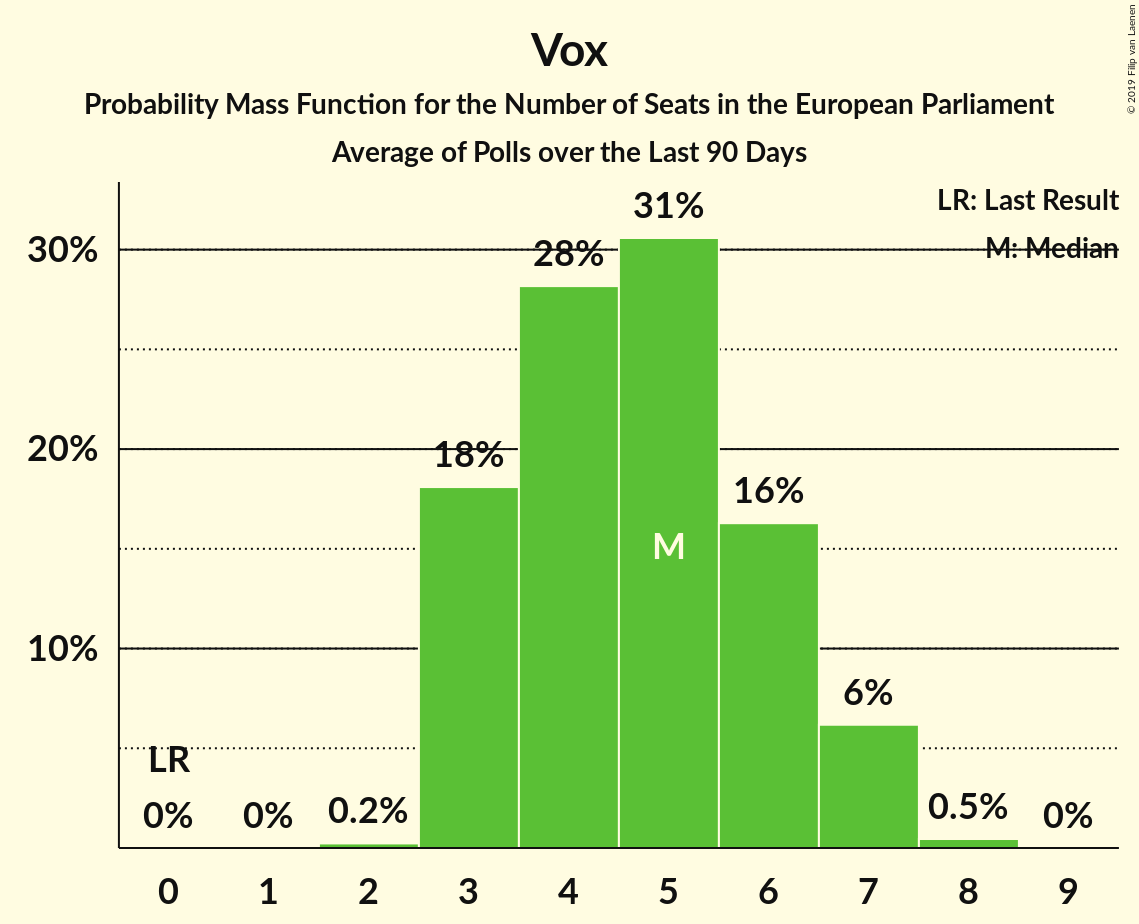 Vox
Probability Mass Function for the Number of Seats in the European Parliament
Average of Polls over the Last 90 Days
© 2019 Filip van Laenen
LR: Last Result
M: Median
30%
20%
10%
LR
0%
0%
0.2%
18%
28%
31%
M
16%
6%
0.5%
0%
0 1 2 3 4 5 6 7 8 9